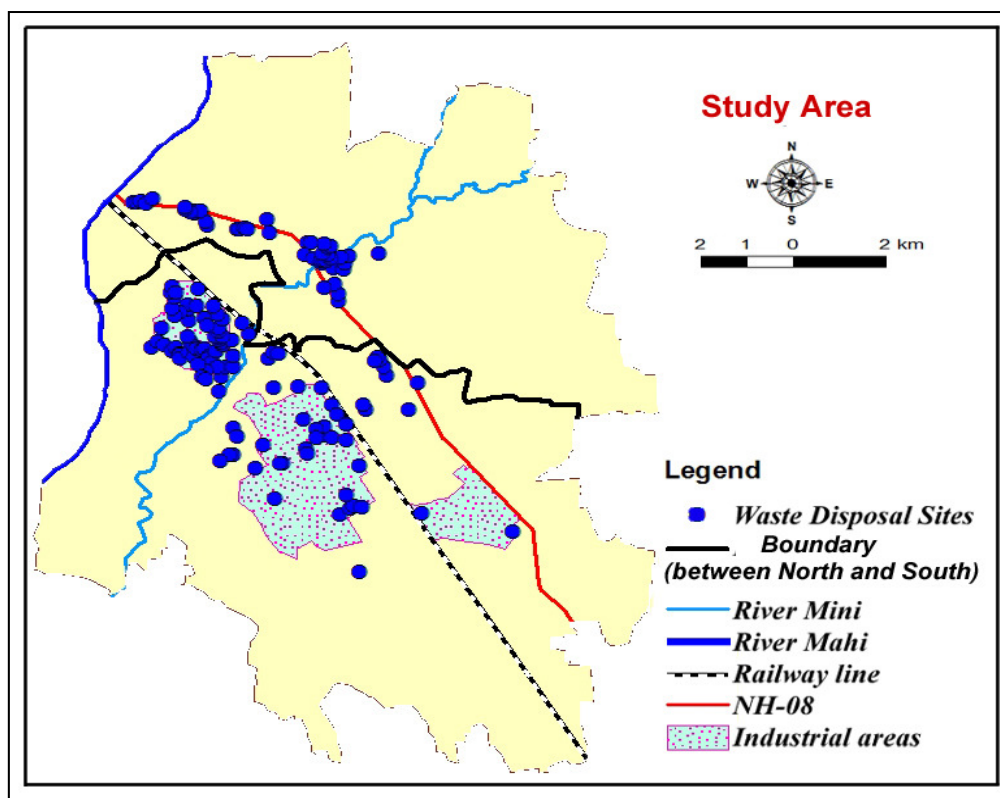 Study Area
N
W E
S
2 1 0 2 km
Legend
Waste Disposal Sites
Boundary
(between North and South)
River Mini
River Mahi
Railway line
NH-08
Industrial areas